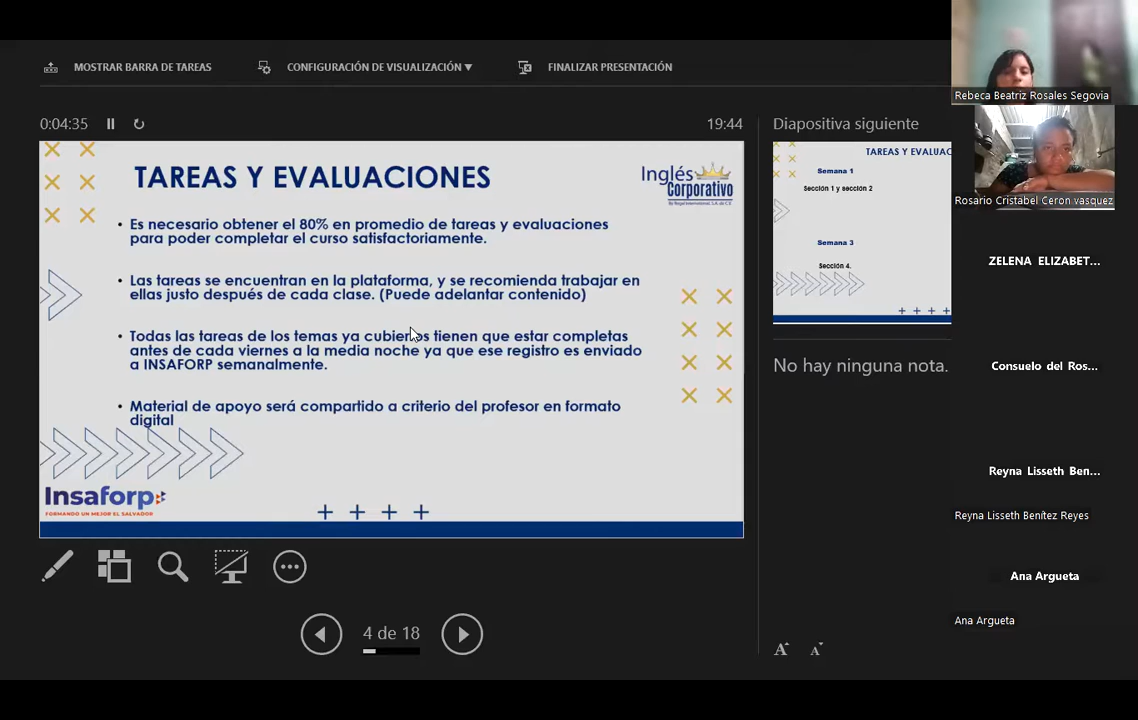 MOSTRAR BARRA DE TAREAS
CONFIGURACIÓN DE VISUALIZACIÓN ▼
FINALIZAR PRESENTACIÓN
0:04:35
19:44
TAREAS Y EVALUACIONES
Inglés
Corporativo
• Es necesario obtener el 80% en promedio de tareas y evaluaciones
para poder completar el curso satisfactoriamente.
• Las tareas se encuentran en la plataforma, y se recomienda trabajar en
ellas justo después de cada clase. (Puede adelantar contenido)
• Todas las tareas de los temas ya cubiertos tienen que estar completas
antes de cada viernes a la media noche ya que ese registro es enviado
a INSAFORP semanalmente.
• Material de apoyo será compartido a criterio del profesor en formato
digital
Insaforp
FORMANDO UN MEJOR EL SALVADOR
4 de 18
Diapositiva siguiente
TAREAS Y EVALUAC
Semana 1
Sección 1 y sección 2
Semana 3
Sección 4.
No hay ninguna nota.
A A
Rebeca Beatriz Rosales Segovia
Rosario Cristabel Ceron vasquez
ZELENA ELIZABET...
Consuelo del Ros...
Reyna Lisseth Ben...
Reyna Lisseth Benítez Reyes
Ana Argueta
Ana Argueta